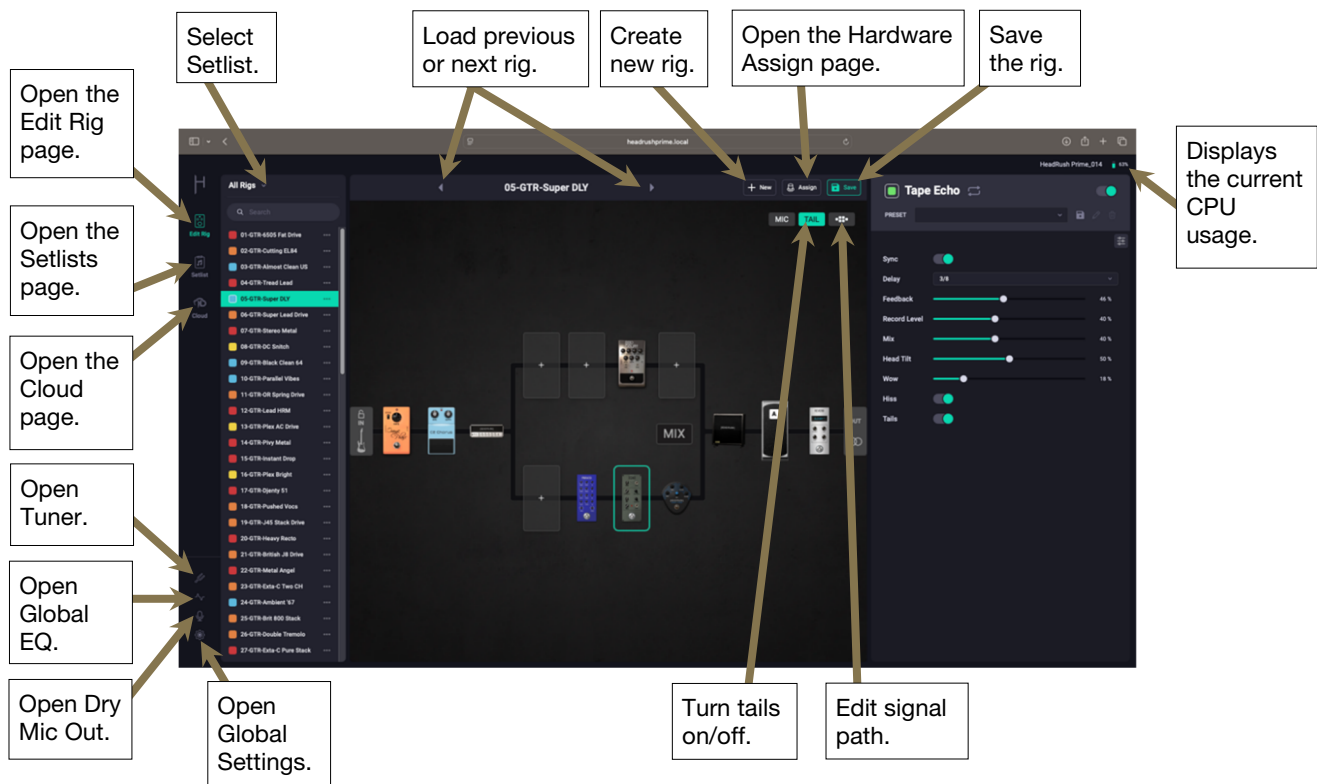 Select
Setlist.
Load previous
or next rig.
Create
new rig.
Open the Hardware
Assign page.
Save
the rig.
Open the
Edit Rig
page.
Open the
Setlists
page.
Open the
Cloud
page.
Open
Tuner.
Open
Global
EQ.
Open Dry
Mic Out.
Open
Global
Settings.
Turn tails
on/off.
Edit signal
path.
Displays
the current
CPU
usage.
headrushprime.local
HeadRush Prime_014
63%
Edit Rig
Setlist
Cloud
All Rigs
Search
01-GTR-6505 Fat Drive
02-GTR-Cutting EL84
03-GTR-Almost Clean US
04-GTR-Tread Lead
05-GTR-Super DLY
06-GTR-Super Lead Drive
07-GTR-Stereo Metal
08-GTR-DC Snitch
09-GTR-Black Clean 64
10-GTR-Parallel Vibes
11-GTR-OR Spring Drive
12-GTR-Lead HRM
13-GTR-Plex AC Drive
14-GTR-Pivy Metal
15-GTR-Instant Drop
16-GTR-Plex Bright
17-GTR-Djenty 51
18-GTR-Pushed Vocs
19-GTR-J45 Stack Drive
20-GTR-Heavy Recto
21-GTR-British J8 Drive
22-GTR-Metal Angel
23-GTR-Exta-C Two CH
24-GTR-Ambient '67
25-GTR-Brit 800 Stack
26-GTR-Double Tremolo
27-GTR-Exta-C Pure Stack
05-GTR-Super DLY
+ New
Assign
Save
MIC
TAIL
IN
MIX
A
OUT
Tape Echo
PRESET
Sync
Delay
3/8
Feedback
46 %
Record Level
40 %
Mix
40 %
Head Tilt
50 %
Wow
18 %
Hiss
Tails